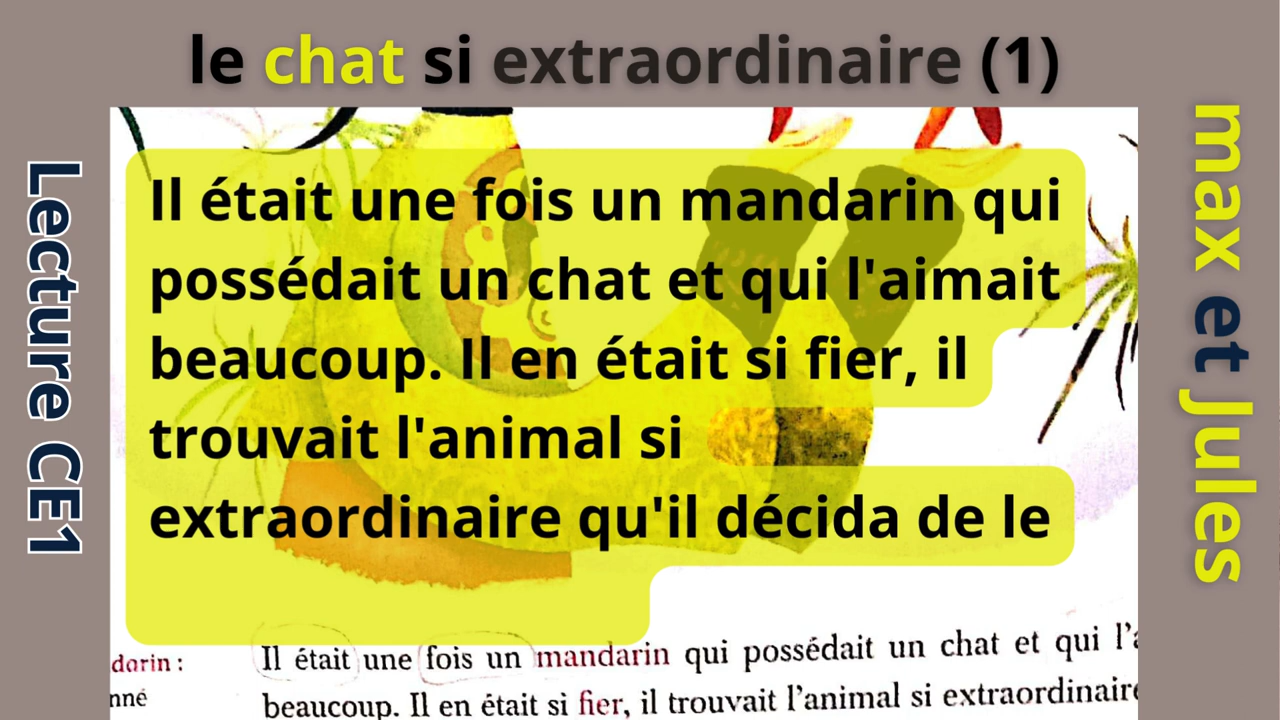 le chat si extraordinaire (1)
Lecture CE1
max et Jules
Il était une fois un mandarin qui
possédait un chat et qui l'aimait
beaucoup. Il en était si fier, il
trouvait l'animal si
extraordinaire qu'il décida de le
darin :
nné
Il était une fois un mandarin qui possédait un chat et qui l'a
beaucoup. Il en était si fier, il trouvait l'animal si extraordinaire